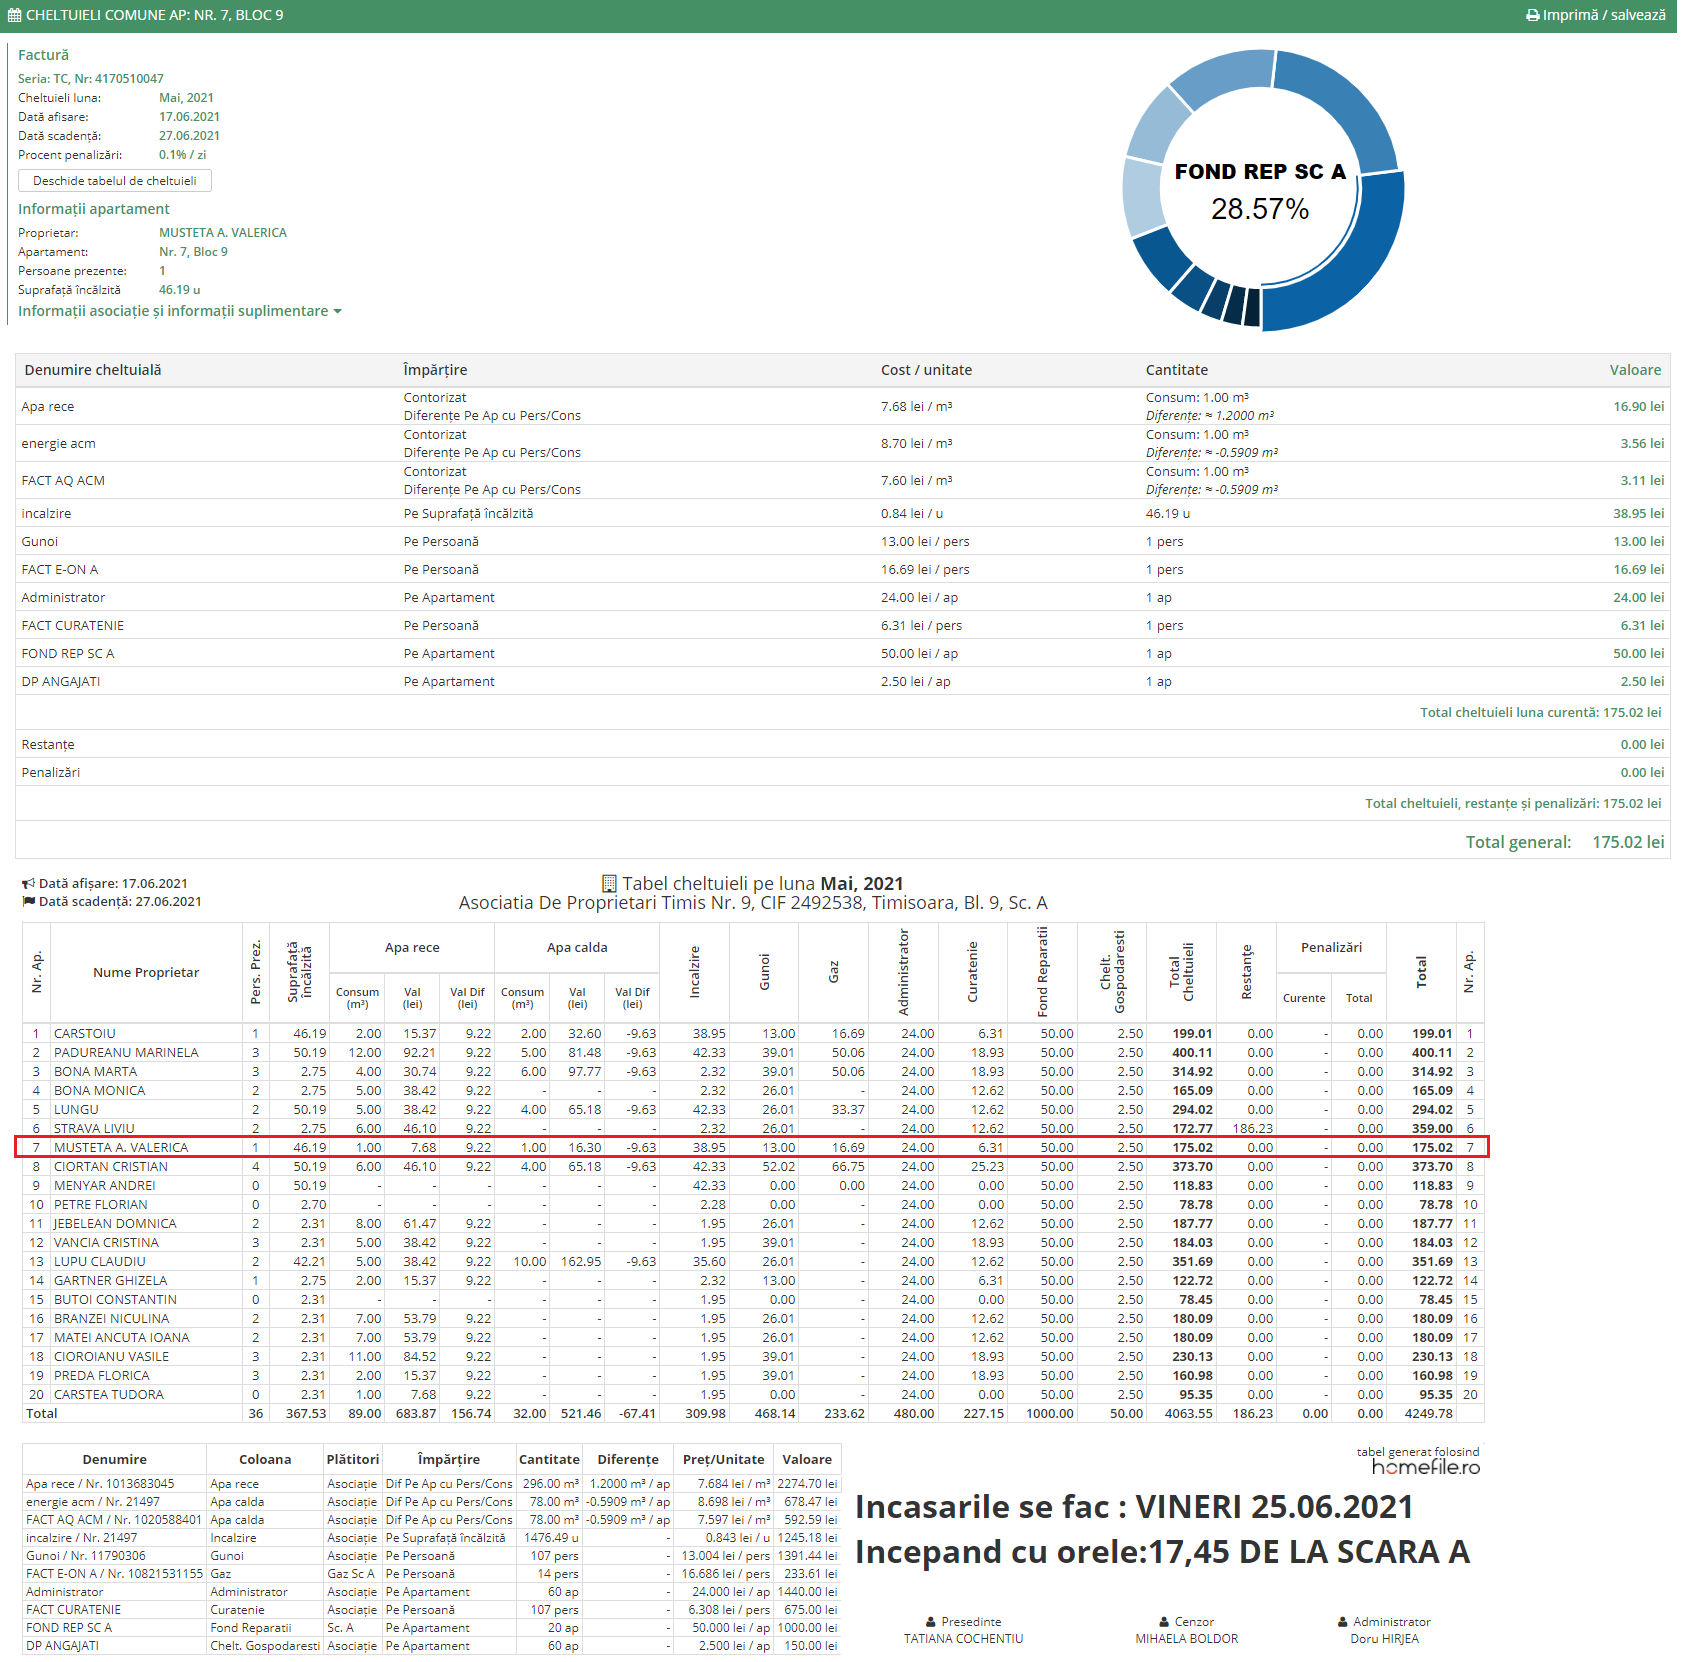 CHELTUIELI COMUNE AP: NR. 7, BLOC 9
Imprimă / salvează
Factură
Seria: TC, Nr: 4170510047
Cheltuieli luna: Mai, 2021
Dată afisare: 17.06.2021
Dată scadență: 27.06.2021
Procent penalizări: 0.1% / zi
Deschide tabelul de cheltuieli
Informații apartament
Proprietar: MUSTETA A. VALERICA
Apartament: Nr. 7, Bloc 9
Persoane prezente: 1
Suprafață încălzită 46.19 u
Informații asociație și informații suplimentare
FOND REP SC A
28.57%
Denumire cheltuială Împărțire Cost / unitate Cantitate Valoare
Apa rece Contorizat Diferențe Pe Ap cu Pers/Cons 7.68 lei / m³ Consum: 1.00 m³ Diferențe: ≈ 1.2000 m³ 16.90 lei
energie acm Contorizat Diferențe Pe Ap cu Pers/Cons 8.70 lei / m³ Consum: 1.00 m³ Diferențe: ≈ -0.5909 m³ 3.56 lei
FACT AQ ACM Contorizat Diferențe Pe Ap cu Pers/Cons 7.60 lei / m³ Consum: 1.00 m³ Diferențe: ≈ -0.5909 m³ 3.11 lei
incalzire Pe Suprafață încălzită 0.84 lei / u 46.19 u 38.95 lei
Gunoi Pe Persoană 13.00 lei / pers 1 pers 13.00 lei
FACT E-ON A Pe Persoană 16.69 lei / pers 1 pers 16.69 lei
Administrator Pe Apartament 24.00 lei / ap 1 ap 24.00 lei
FACT CURATENIE Pe Persoană 6.31 lei / pers 1 pers 6.31 lei
FOND REP SC A Pe Apartament 50.00 lei / ap 1 ap 50.00 lei
DP ANGAJATI Pe Apartament 2.50 lei / ap 1 ap 2.50 lei
Total cheltuieli luna curentă: 175.02 lei
Restanțe 0.00 lei
Penalizări 0.00 lei
Total cheltuieli, restanțe și penalizări: 175.02 lei
Total general: 175.02 lei
Dată afișare: 17.06.2021
Dată scadență: 27.06.2021
Tabel cheltuieli pe luna Mai, 2021
Asociatia De Proprietari Timis Nr. 9, CIF 2492538, Timisoara, Bl. 9, Sc. A
Nr. Ap. Nume Proprietar Pers. Prez. Suprafață încălzită Apa rece Apa calda Incalzire Gunoi Gaz Administrator Curatenie Fond Reparatii Chelt. Gospodaresti Total Cheltuieli Restanțe Penalizări Total Nr. Ap.
Consum (m³) Val (lei) Val Dif (lei) Consum (m³) Val (lei) Val Dif (lei) Curente Total
1 CARSTOIU 1 46.19 2.00 15.37 9.22 2.00 32.60 -9.63 38.95 13.00 16.69 24.00 6.31 50.00 2.50 199.01 0.00 - 0.00 199.01 1
2 PADUREANU MARINELA 3 50.19 12.00 92.21 9.22 5.00 81.48 -9.63 42.33 39.01 50.06 24.00 18.93 50.00 2.50 400.11 0.00 - 0.00 400.11 2
3 BONA MARTA 3 2.75 4.00 30.74 9.22 6.00 97.77 -9.63 2.32 39.01 50.06 24.00 18.93 50.00 2.50 314.92 0.00 - 0.00 314.92 3
4 BONA MONICA 2 2.75 5.00 38.42 9.22 - - - 2.32 26.01 - 24.00 12.62 50.00 2.50 165.09 0.00 - 0.00 165.09 4
5 LUNGU 2 50.19 5.00 38.42 9.22 4.00 65.18 -9.63 42.33 26.01 33.37 24.00 12.62 50.00 2.50 294.02 0.00 - 0.00 294.02 5
6 STRAVA LIVIU 2 2.75 6.00 46.10 9.22 - - - 2.32 26.01 - 24.00 12.62 50.00 2.50 172.77 186.23 - 0.00 359.00 6
7 MUSTETA A. VALERICA 1 46.19 1.00 7.68 9.22 1.00 16.30 -9.63 38.95 13.00 16.69 24.00 6.31 50.00 2.50 175.02 0.00 - 0.00 175.02 7
8 CIORTAN CRISTIAN 4 50.19 6.00 46.10 9.22 4.00 65.18 -9.63 42.33 52.02 66.75 24.00 25.23 50.00 2.50 373.70 0.00 - 0.00 373.70 8
9 MENYAR ANDREI 0 50.19 - - - - - - 42.33 0.00 0.00 24.00 0.00 50.00 2.50 118.83 0.00 - 0.00 118.83 9
10 PETRE FLORIAN 0 2.70 - - - - - - 2.28 0.00 - 24.00 0.00 50.00 2.50 78.78 0.00 - 0.00 78.78 10
11 JEBELEAN DOMNICA 2 2.31 8.00 61.47 9.22 - - - 1.95 26.01 - 24.00 12.62 50.00 2.50 187.77 0.00 - 0.00 187.77 11
12 VANCIA CRISTINA 3 2.31 5.00 38.42 9.22 - - - 1.95 39.01 - 24.00 18.93 50.00 2.50 184.03 0.00 - 0.00 184.03 12
13 LUPU CLAUDIU 2 42.21 5.00 38.42 9.22 10.00 162.95 -9.63 35.60 26.01 - 24.00 12.62 50.00 2.50 351.69 0.00 - 0.00 351.69 13
14 GARTNER GHIZELA 1 2.75 2.00 15.37 9.22 - - - 2.32 13.00 - 24.00 6.31 50.00 2.50 122.72 0.00 - 0.00 122.72 14
15 BUTOI CONSTANTIN 0 2.31 - - - - - - 1.95 0.00 - 24.00 0.00 50.00 2.50 78.45 0.00 - 0.00 78.45 15
16 BRANZEI NICULINA 2 2.31 7.00 53.79 9.22 - - - 1.95 26.01 - 24.00 12.62 50.00 2.50 180.09 0.00 - 0.00 180.09 16
17 MATEI ANCUTA IOANA 2 2.31 7.00 53.79 9.22 - - - 1.95 26.01 - 24.00 12.62 50.00 2.50 180.09 0.00 - 0.00 180.09 17
18 CIOROIANU VASILE 3 2.31 11.00 84.52 9.22 - - - 1.95 39.01 - 24.00 18.93 50.00 2.50 230.13 0.00 - 0.00 230.13 18
19 PREDA FLORICA 3 2.31 2.00 15.37 9.22 - - - 1.95 39.01 - 24.00 18.93 50.00 2.50 160.98 0.00 - 0.00 160.98 19
20 CARSTEA TUDORA 0 2.31 1.00 7.68 9.22 - - - 1.95 0.00 - 24.00 0.00 50.00 2.50 95.35 0.00 - 0.00 95.35 20
Total 36 367.53 89.00 683.87 156.74 32.00 521.46 -67.41 309.98 468.14 233.62 480.00 227.15 1000.00 50.00 4063.55 186.23 0.00 0.00 4249.78
Denumire Coloana Plătitori Împărțire Cantitate Diferențe Preț/Unitate Valoare
Apa rece / Nr. 1013683045 Apa rece Asociație Dif Pe Ap cu Pers/Cons 296.00 m³ 1.2000 m³ / ap 7.684 lei / m³ 2274.70 lei
energie acm / Nr. 21497 Apa calda Asociație Dif Pe Ap cu Pers/Cons 78.00 m³ -0.5909 m³ / ap 8.698 lei / m³ 678.47 lei
FACT AQ ACM / Nr. 1020588401 Apa calda Asociație Dif Pe Ap cu Pers/Cons 78.00 m³ -0.5909 m³ / ap 7.597 lei / m³ 592.59 lei
incalzire / Nr. 21497 Incalzire Asociație Pe Suprafață încălzită 1476.49 u - 0.843 lei / u 1245.18 lei
Gunoi / Nr. 11790306 Gunoi Asociație Pe Persoană 107 pers - 13.004 lei / pers 1391.44 lei
FACT E-ON A / Nr. 10821531155 Gaz Gaz Sc A Pe Persoană 14 pers - 16.686 lei / pers 233.61 lei
Administrator Administrator Asociație Pe Apartament 60 ap - 24.000 lei / ap 1440.00 lei
FACT CURATENIE Curatenie Asociație Pe Persoană 107 pers - 6.308 lei / pers 675.00 lei
FOND REP SC A Fond Reparatii Sc. A Pe Apartament 20 ap - 50.000 lei / ap 1000.00 lei
DP ANGAJATI Chelt. Gospodaresti Asociație Pe Apartament 60 ap - 2.500 lei / ap 150.00 lei
tabel generat folosind
homefile.ro
Incasarile se fac : VINERI 25.06.2021
Incepand cu orele:17,45 DE LA SCARA A
Presedinte Cenzor Administrator
TATIANA COCHENTIU MIHAELA BOLDOR Doru HIRJEA